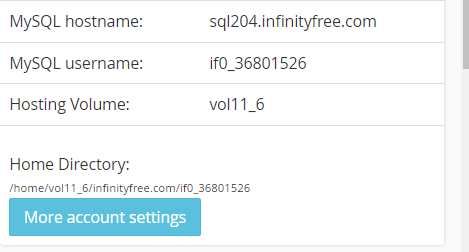 MySQL hostname: sql204.infinityfree.com
MySQL username: if0_36801526
Hosting Volume: vol11_6
Home Directory:
/home/vol11_6/infinityfree.com/if0_36801526
More account settings